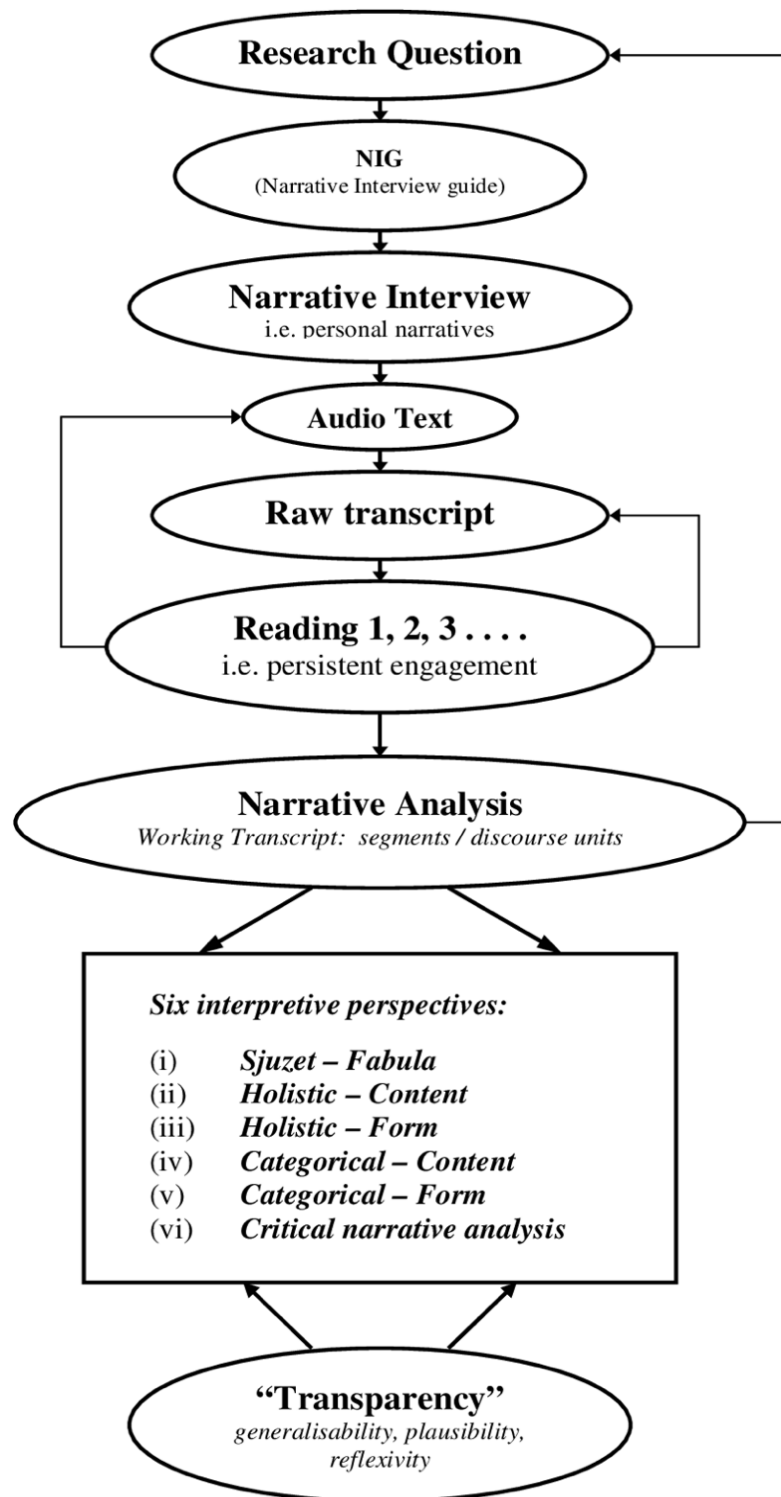 Research Question
NIG
(Narrative Interview guide)
Narrative Interview
i.e. personal narratives
Audio Text
Raw transcript
Reading 1, 2, 3 . . . .
i.e. persistent engagement
Narrative Analysis
Working Transcript: segments / discourse units
Six interpretive perspectives:
(i) Sjuzet – Fabula
(ii) Holistic – Content
(iii) Holistic – Form
(iv) Categorical – Content
(v) Categorical – Form
(vi) Critical narrative analysis
“Transparency”
generalisability, plausibility,
reflexivity